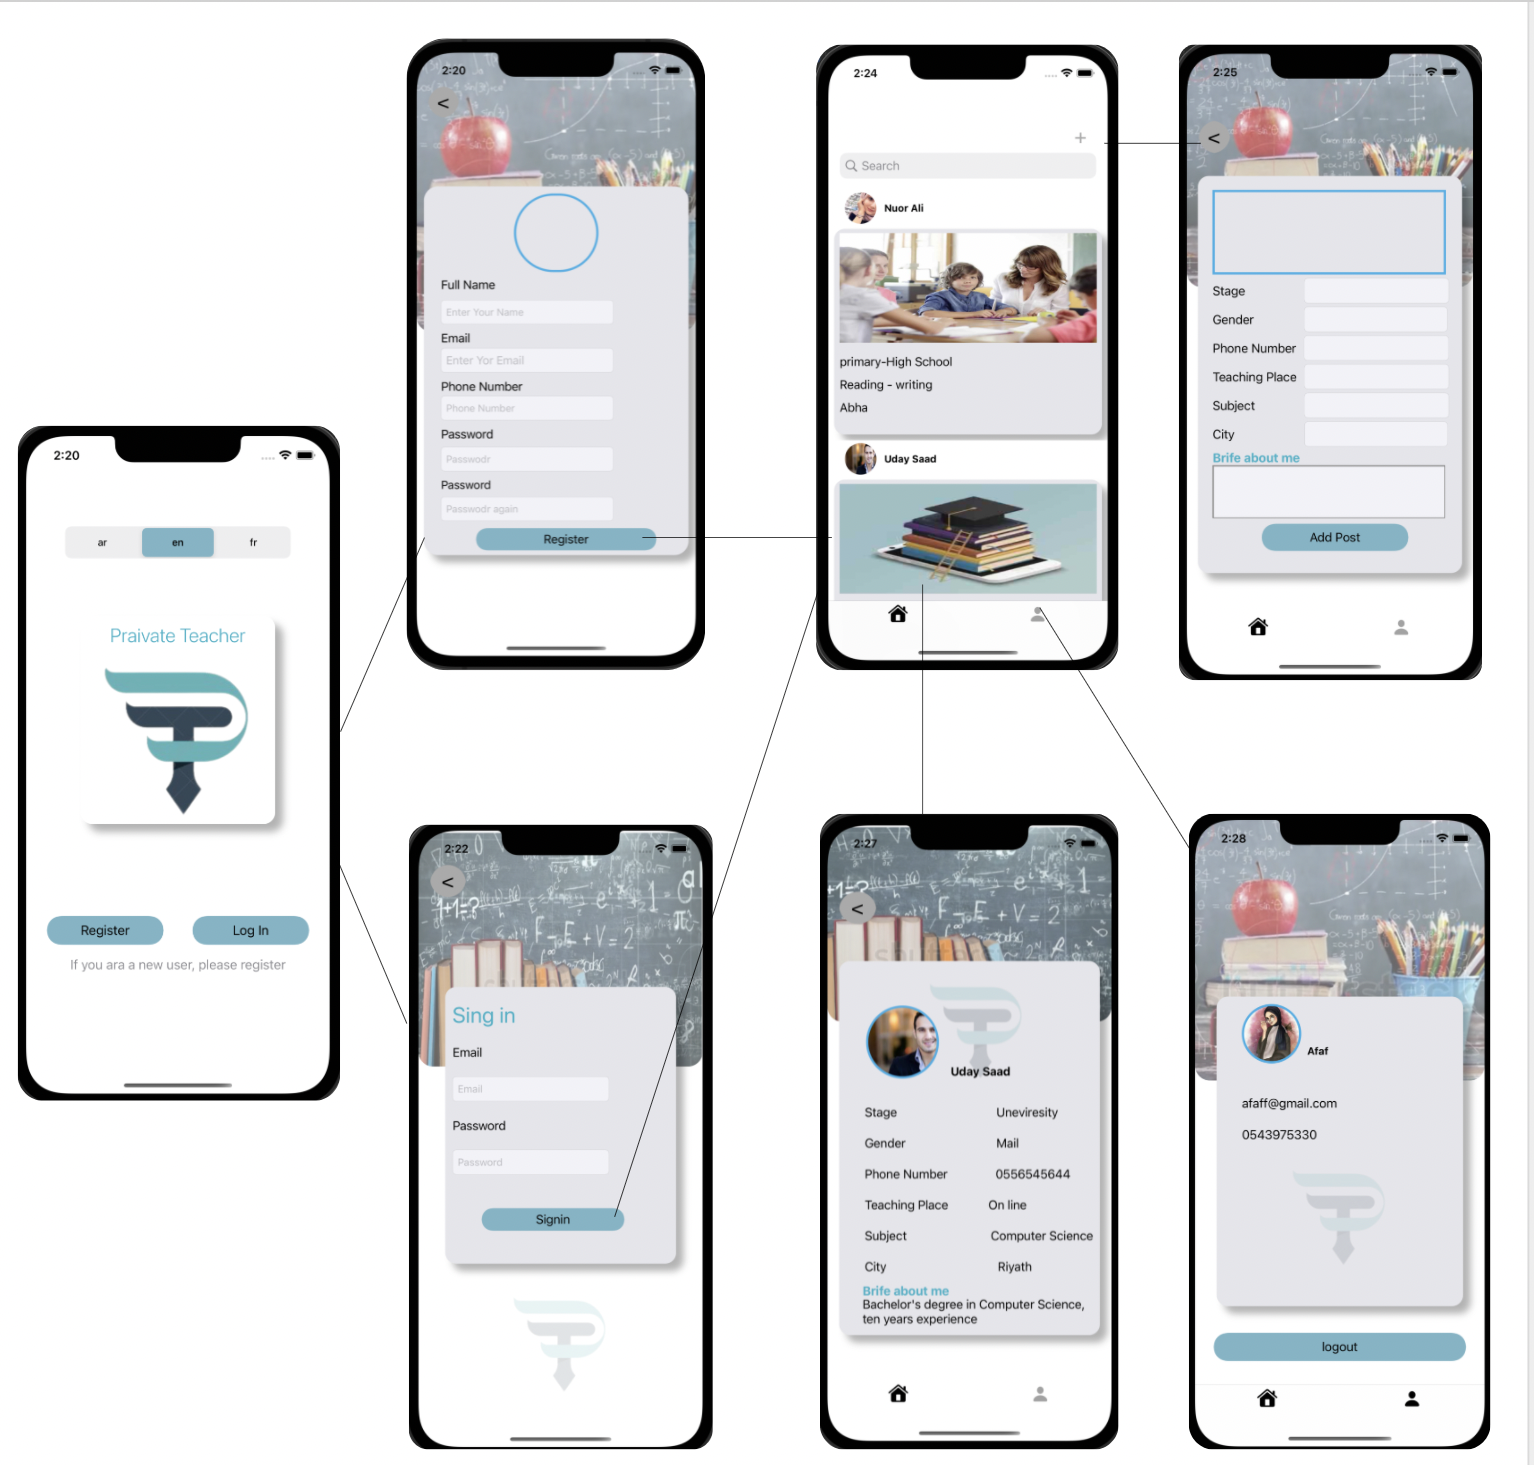 2:20
ar en fr
Praivate Teacher
Register Log In
If you ara a new user, please register
2:20
<
Full Name
Enter Your Name
Email
Enter Yor Email
Phone Number
Phone Number
Password
Passwodr
Password
Passwodr again
Register
2:22
<
Sing in
Email
Email
Password
Password
Signin
2:24
+
Search
Nuor Ali
primary-High School
Reading - writing
Abha
Uday Saad
2:25
<
Stage
Gender
Phone Number
Teaching Place
Subject
City
Brife about me
Add Post
2:27
<
Uday Saad
Stage Uneviresity
Gender Mail
Phone Number 0556545644
Teaching Place On line
Subject Computer Science
City Riyath
Brife about me
Bachelor's degree in Computer Science,
ten years experience
2:28
Afaf
afaff@gmail.com
0543975330
logout